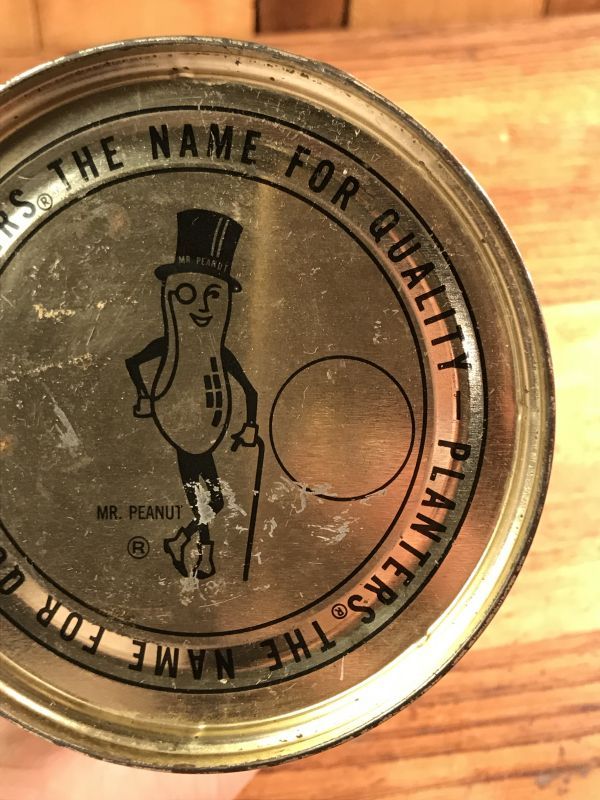 RS® THE NAME FOR QUALITY — PLANTERS® THE NAME FOR
MR. PEANUT
MR. PEANUT
®